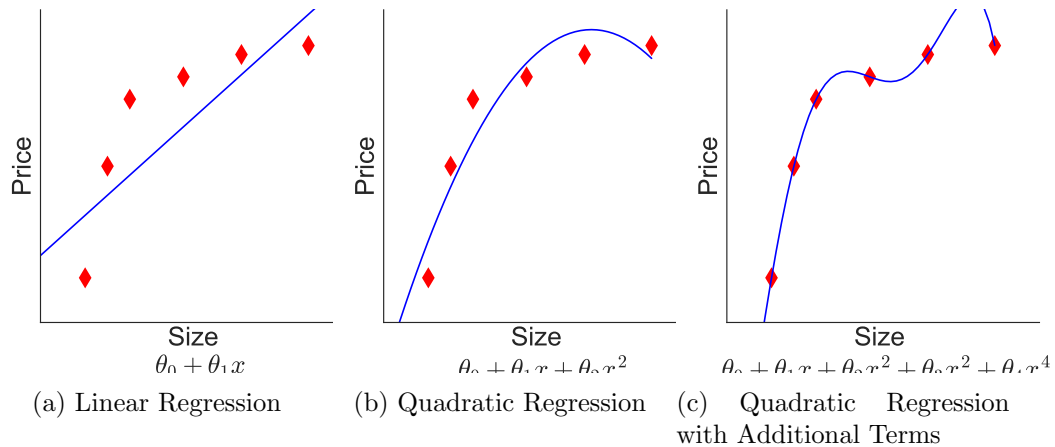 Price
Size
θ₀ + θ₁x
(a) Linear Regression
Price
Size
θ₀ + θ₁x + θ₂x²
(b) Quadratic Regression
Price
Size
θ₀ + θ₁x + θ₂x² + θ₃x² + θ₄x⁴
(c) Quadratic Regression
with Additional Terms